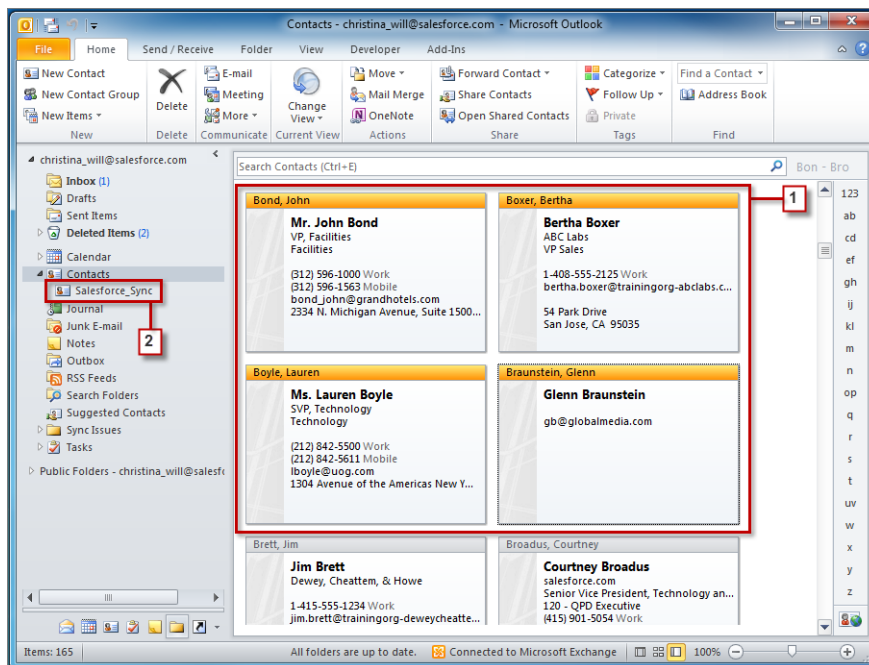 Contacts - christina_will@salesforce.com - Microsoft Outlook
File Home Send / Receive Folder View Developer Add-Ins
New Contact
New Contact Group
New Items
New
Delete
Delete
E-mail
Meeting
More
Communicate
Change
View
Current View
Move
Mail Merge
OneNote
Actions
Forward Contact
Share Contacts
Open Shared Contacts
Share
Categorize
Follow Up
Private
Tags
Find a Contact
Address Book
Find
christina_will@salesforce.com
Inbox (1)
Drafts
Sent Items
Deleted Items (2)
Calendar
Contacts
Salesforce_Sync
2
Journal
Junk E-mail
Notes
Outbox
RSS Feeds
Search Folders
Suggested Contacts
Sync Issues
Tasks
Public Folders - christina_will@salesfc
Search Contacts (Ctrl+E)
Bon - Bro
1
Bond, John
Mr. John Bond
VP, Facilities
Facilities
(312) 596-1000 Work
(312) 596-1563 Mobile
bond_john@grandhotels.com
2334 N. Michigan Avenue, Suite 1500...
Boxer, Bertha
Bertha Boxer
ABC Labs
VP Sales
1-408-555-2125 Work
bertha.boxer@trainingorg-abclabs.c...
54 Park Drive
San Jose, CA 95035
Boyle, Lauren
Ms. Lauren Boyle
SVP, Technology
Technology
(212) 842-5500 Work
(212) 842-5611 Mobile
lboyle@uog.com
1304 Avenue of the Americas New Y...
Braunstein, Glenn
Glenn Braunstein
gb@globalmedia.com
Brett, Jim
Jim Brett
Dewey, Cheattem, & Howe
1-415-555-1234 Work
jim.brett@trainingorg-deweycheatte...
Broadus, Courtney
Courtney Broadus
salesforce.com
Senior Vice President, Technology an...
120 - QPD Executive
(415) 901-5054 Work
123
ab
cd
ef
gh
ij
kl
m
n
op
q
r
s
t
uv
w
x
y
z
Items: 165
All folders are up to date.
Connected to Microsoft Exchange
100%